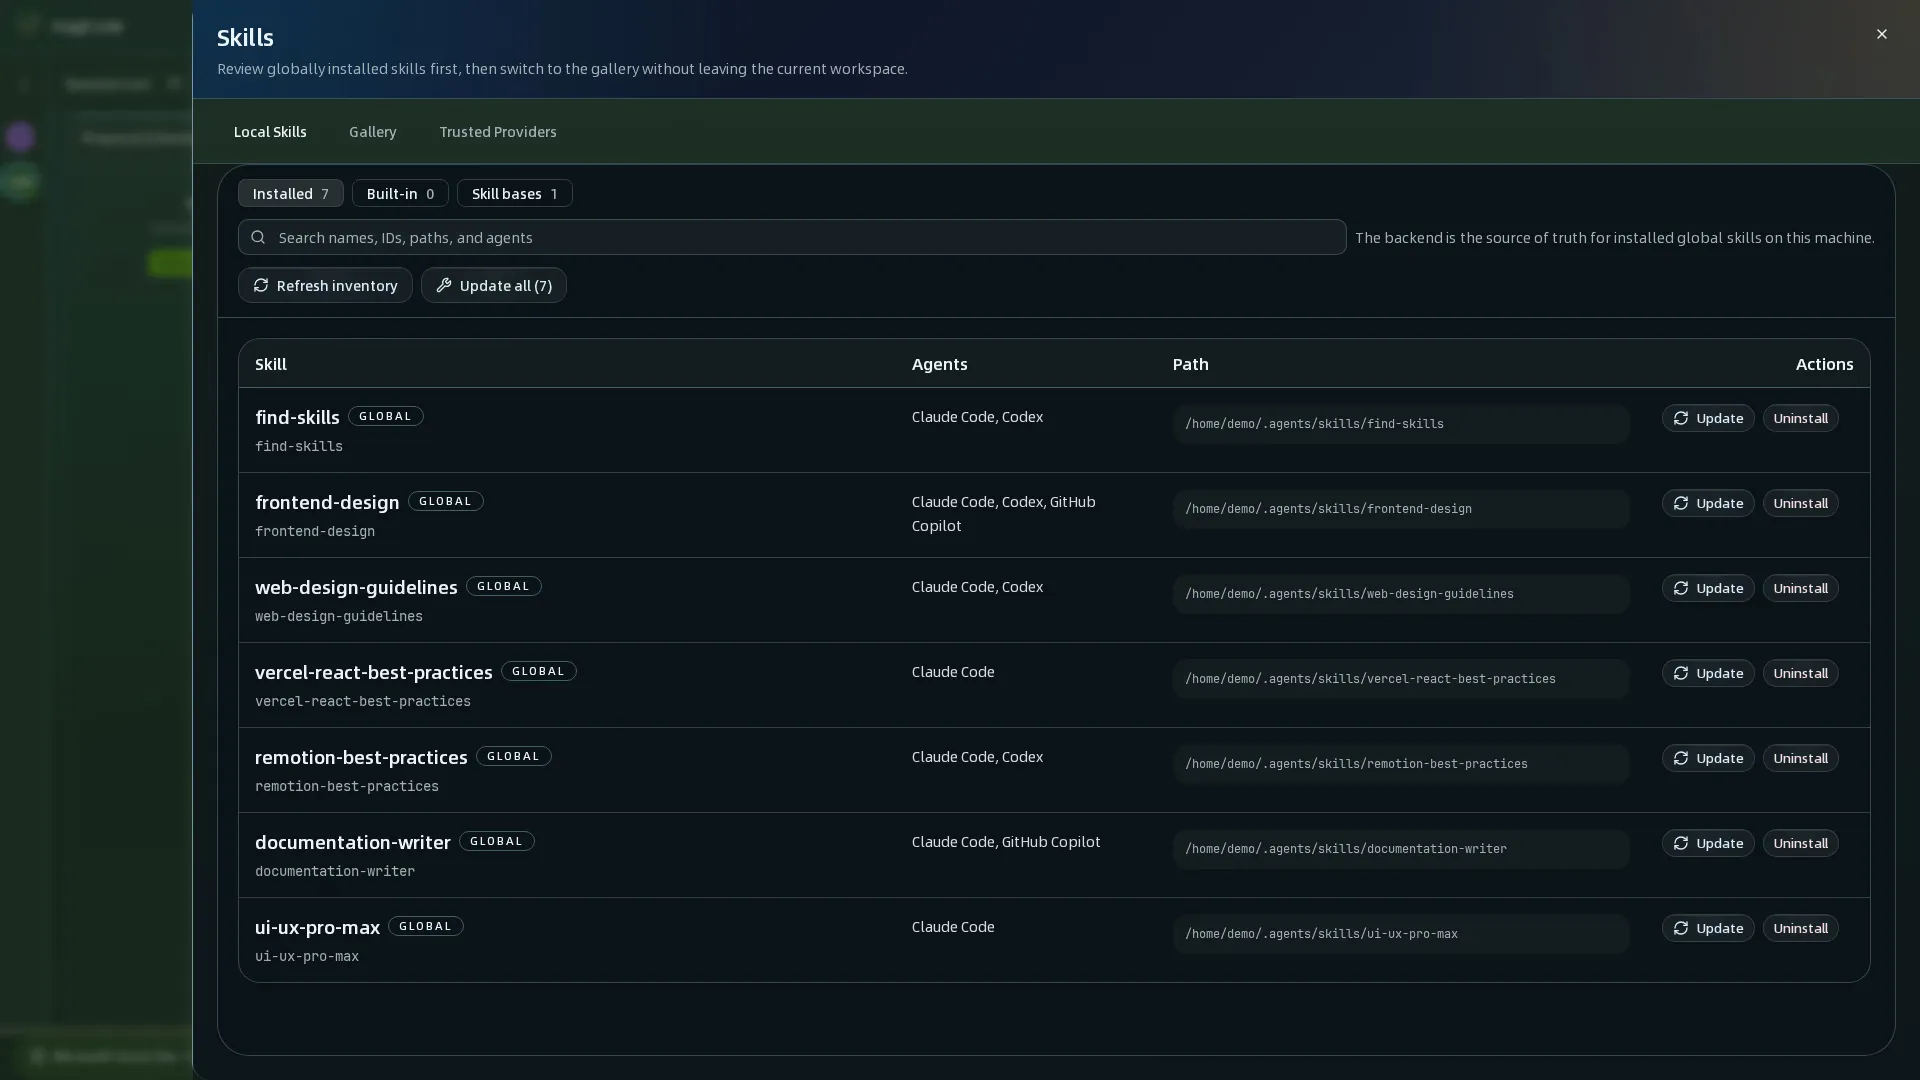 Skills
Review globally installed skills first, then switch to the gallery without leaving the current workspace.
Local Skills Gallery Trusted Providers
Installed 7 Built-in 0 Skill bases 1
Search names, IDs, paths, and agents The backend is the source of truth for installed global skills on this machine.
Refresh inventory Update all (7)
Skill Agents Path Actions
find-skills GLOBAL Claude Code, Codex /home/demo/.agents/skills/find-skills Update Uninstall
find-skills
frontend-design GLOBAL Claude Code, Codex, GitHub Copilot /home/demo/.agents/skills/frontend-design Update Uninstall
frontend-design
web-design-guidelines GLOBAL Claude Code, Codex /home/demo/.agents/skills/web-design-guidelines Update Uninstall
web-design-guidelines
vercel-react-best-practices GLOBAL Claude Code /home/demo/.agents/skills/vercel-react-best-practices Update Uninstall
vercel-react-best-practices
remotion-best-practices GLOBAL Claude Code, Codex /home/demo/.agents/skills/remotion-best-practices Update Uninstall
remotion-best-practices
documentation-writer GLOBAL Claude Code, GitHub Copilot /home/demo/.agents/skills/documentation-writer Update Uninstall
documentation-writer
ui-ux-pro-max GLOBAL Claude Code /home/demo/.agents/skills/ui-ux-pro-max Update Uninstall
ui-ux-pro-max